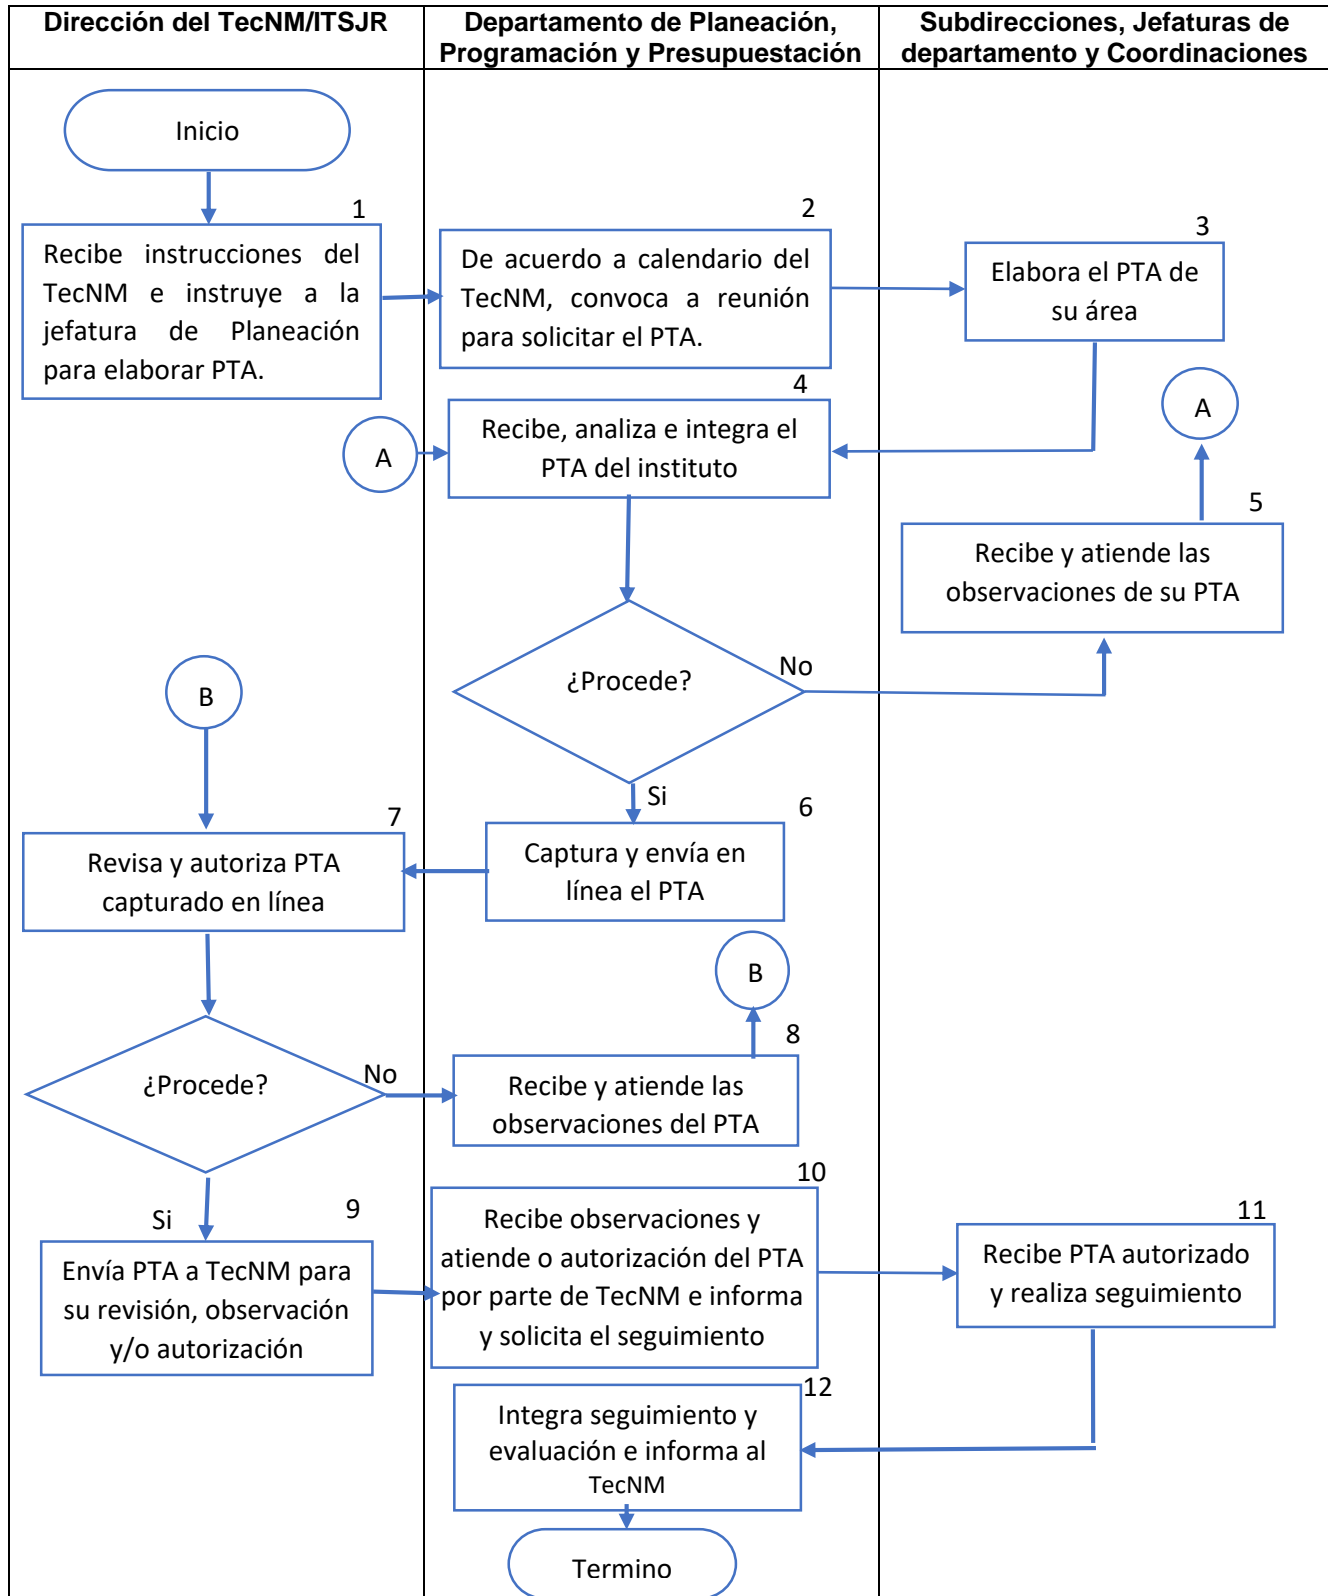 Dirección del TecNM/ITSJR
Departamento de Planeación,
Programación y Presupuestación
Subdirecciones, Jefaturas de
departamento y Coordinaciones
Inicio
1
Recibe instrucciones del
TecNM e instruye a la
jefatura de Planeación
para elaborar PTA.
2
De acuerdo a calendario del
TecNM, convoca a reunión
para solicitar el PTA.
3
Elabora el PTA de
su área
A
4
Recibe, analiza e integra el
PTA del instituto
A
5
Recibe y atiende las
observaciones de su PTA
¿Procede?
No
Si
B
6
Captura y envía en
línea el PTA
7
Revisa y autoriza PTA
capturado en línea
B
¿Procede?
No
8
Recibe y atiende las
observaciones del PTA
Si
9
Envía PTA a TecNM para
su revisión, observación
y/o autorización
10
Recibe observaciones y
atiende o autorización del PTA
por parte de TecNM e informa
y solicita el seguimiento
11
Recibe PTA autorizado
y realiza seguimiento
12
Integra seguimiento y
evaluación e informa al
TecNM
Termino